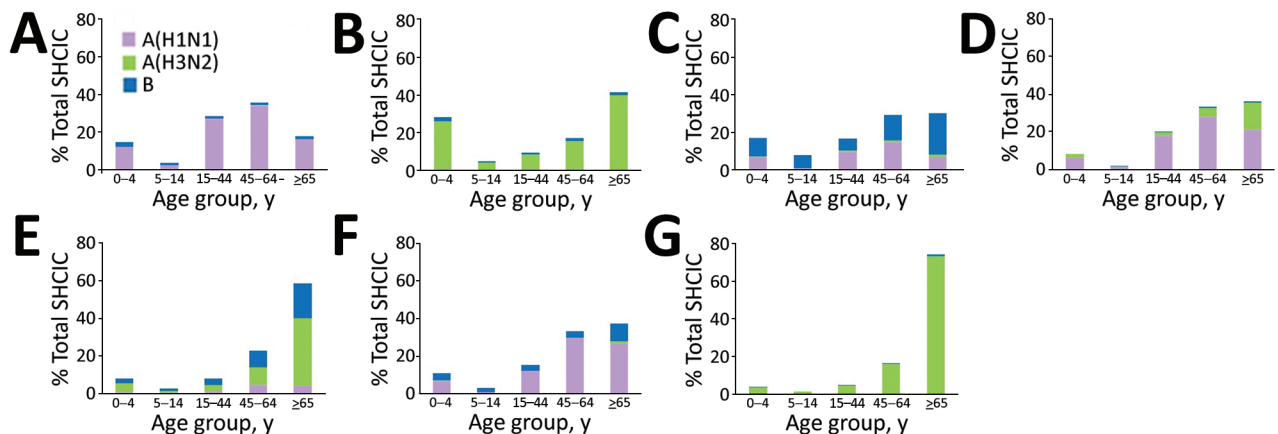 A
% Total SHCIC
80
60
40
20
0
A(H1N1)
A(H3N2)
B
0–4 5–14 15–44 45–64– ≥65
Age group, y
B
% Total SHCIC
80
60
40
20
0
0–4 5–14 15–44 45–64 ≥65
Age group, y
C
% Total SHCIC
80
60
40
20
0
0–4 5–14 15–44 45–64 ≥65
Age group, y
D
% Total SHCIC
80
60
40
20
0
0–4 5–14 15–44 45–64 ≥65
Age group, y
E
% Total SHCIC
80
60
40
20
0
0–4 5–14 15–44 45–64 ≥65
Age group, y
F
% Total SHCIC
80
60
40
20
0
0–4 5–14 15–44 45–64 ≥65
Age group, y
G
% Total SHCIC
80
60
40
20
0
0–4 5–14 15–44 45–64 ≥65
Age group, y